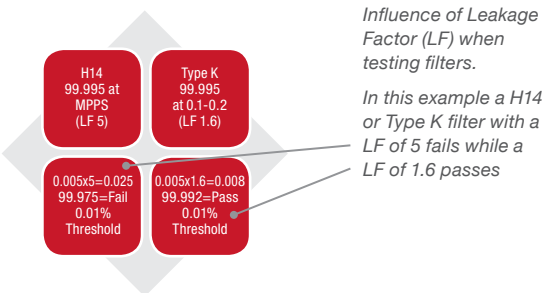 H14
99.995 at
MPPS
(LF 5)
Type K
99.995
at 0.1-0.2
(LF 1.6)
0.005x5=0.025
99.975=Fail
0.01%
Threshold
0.005x1.6=0.008
99.992=Pass
0.01%
Threshold
Influence of Leakage
Factor (LF) when
testing filters.
In this example a H14
or Type K filter with a
LF of 5 fails while a
LF of 1.6 passes